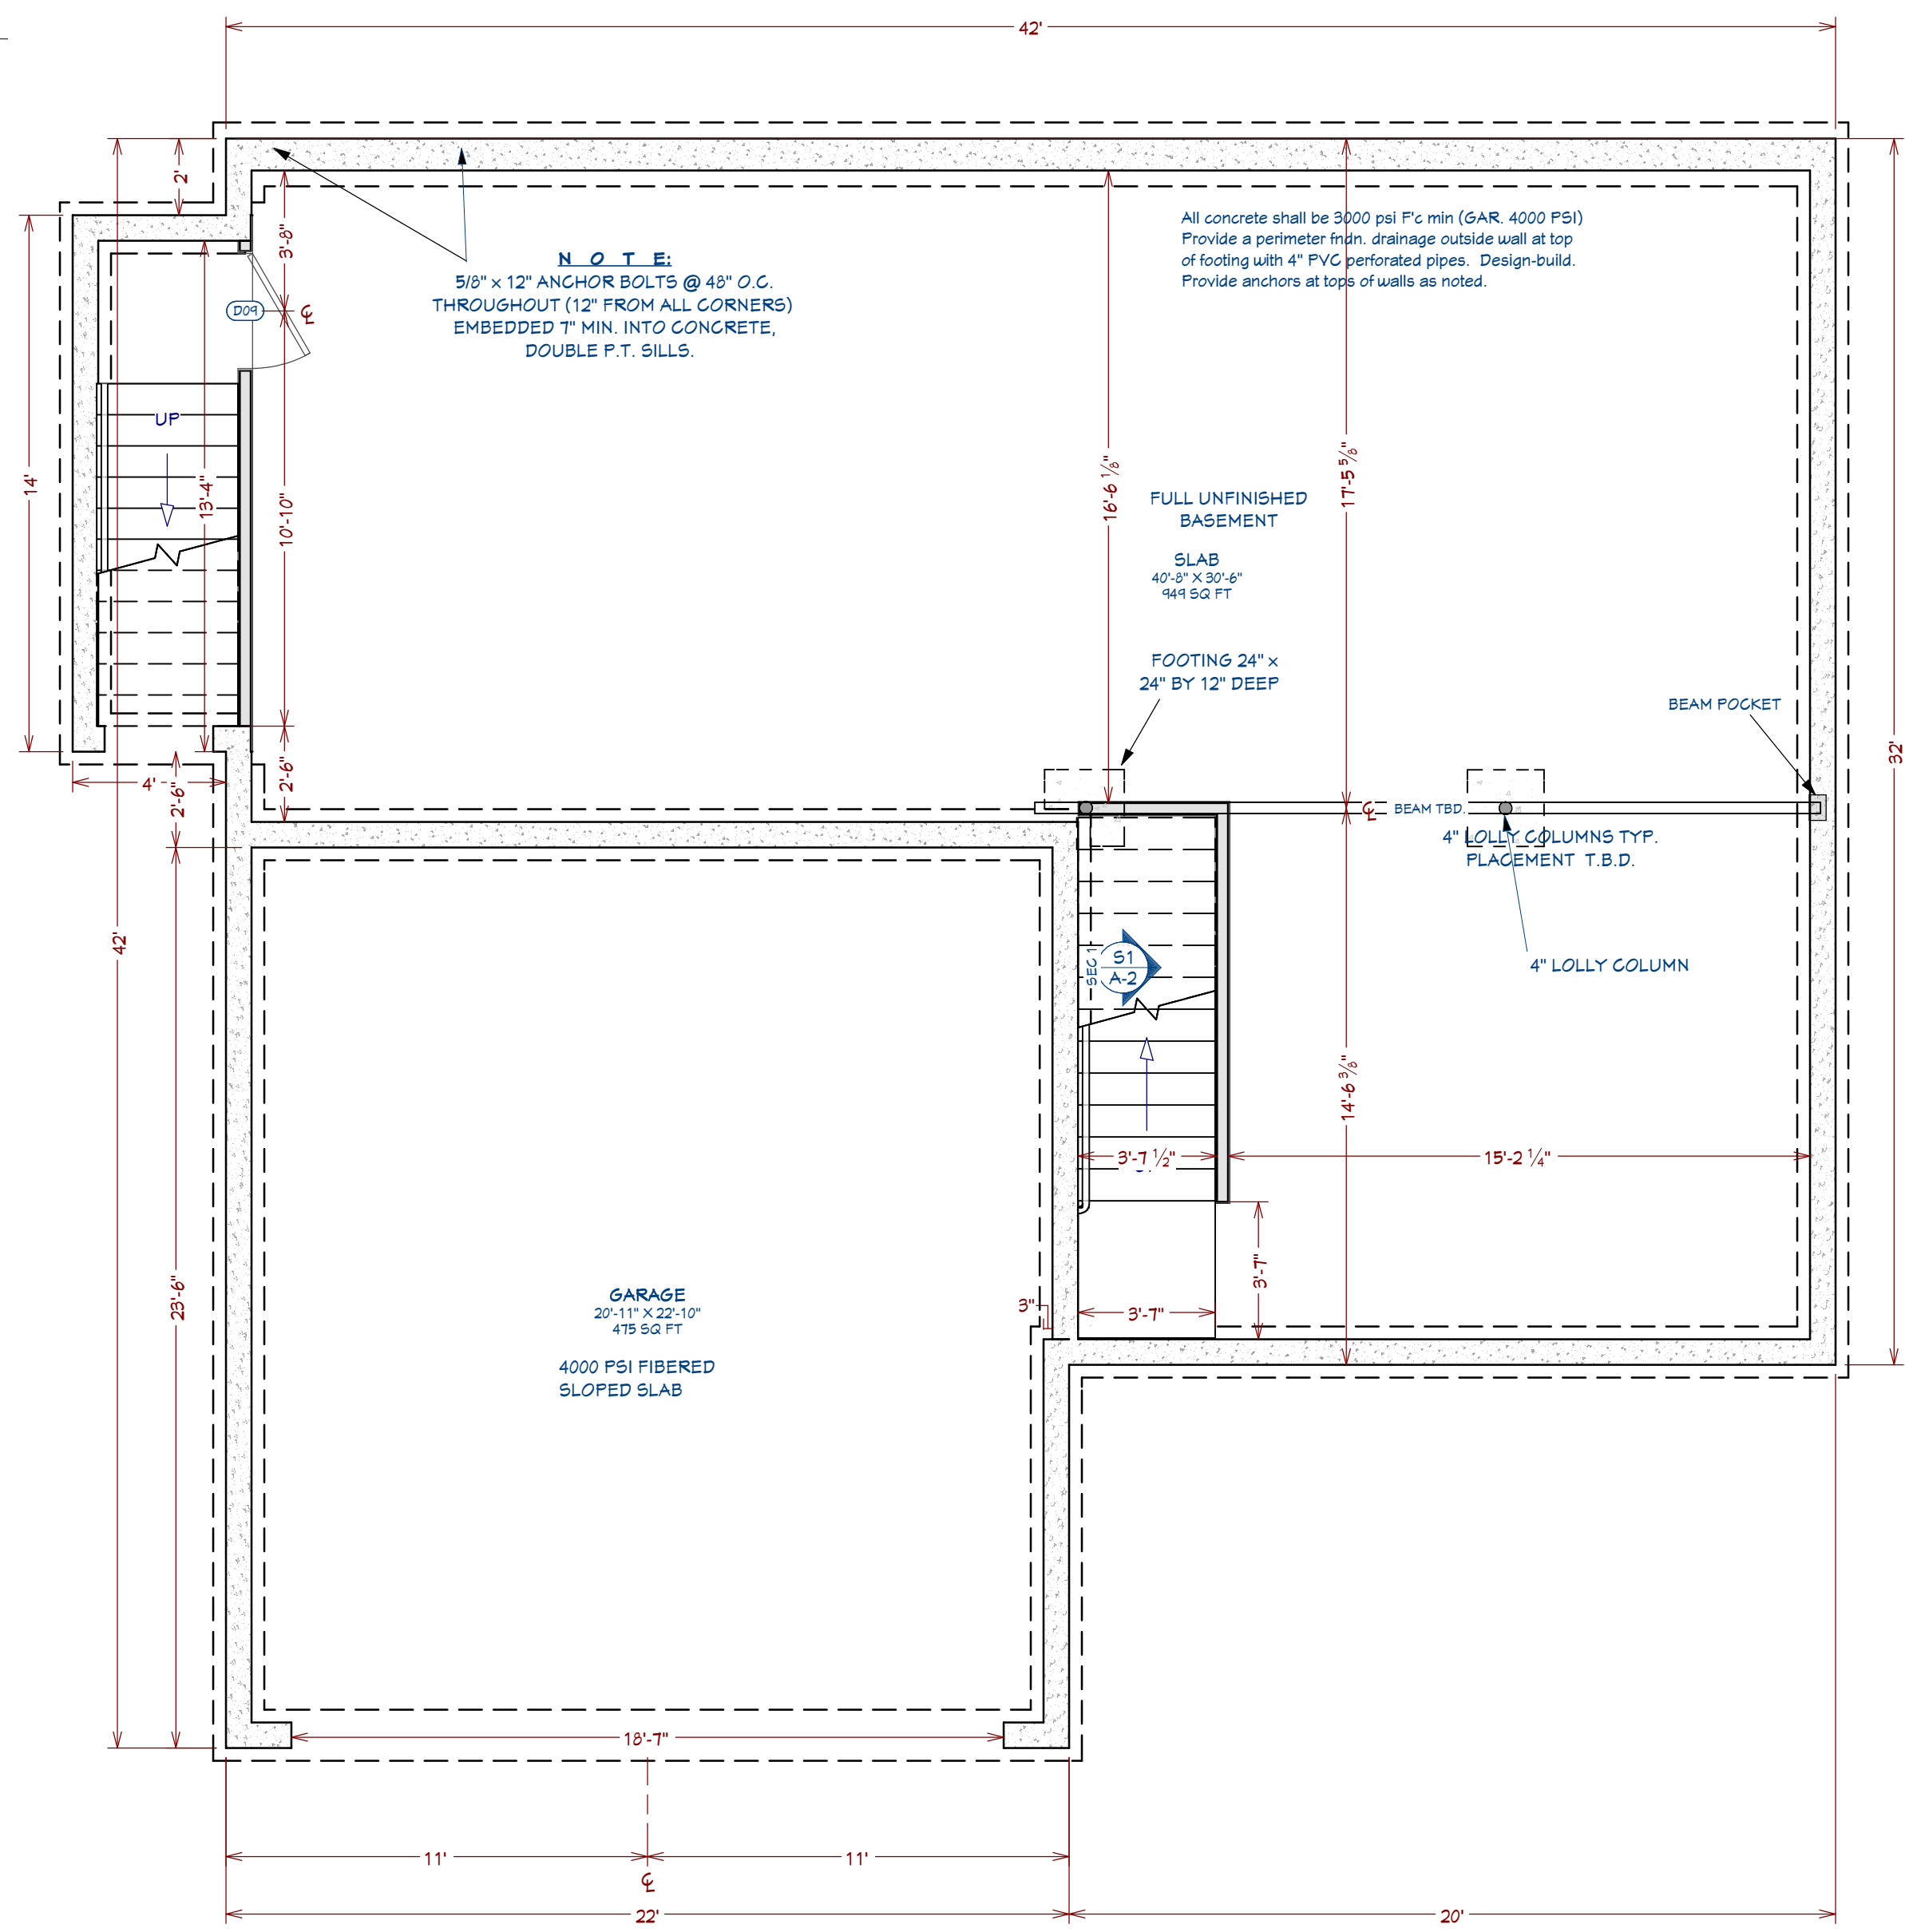 42'
2'
3'-8"
All concrete shall be 3000 psi F'c min (GAR. 4000 PSI)
Provide a perimeter fndn. drainage outside wall at top
of footing with 4" PVC perforated pipes. Design-build.
Provide anchors at tops of walls as noted.
N O T E:
5/8" x 12" ANCHOR BOLTS @ 48" O.C.
THROUGHOUT (12" FROM ALL CORNERS)
EMBEDDED 7" MIN. INTO CONCRETE,
DOUBLE P.T. SILLS.
D09
℄
UP
14'
13'-4"
10'-10"
16'-6 1/8"
17'-5 5/8"
FULL UNFINISHED
BASEMENT
SLAB
40'-8" X 30'-6"
949 SQ FT
FOOTING 24" x
24" BY 12" DEEP
BEAM POCKET
32'
4'
2'-6"
2'-6"
℄
BEAM TBD.
4" LOLLY COLUMNS TYP.
PLACEMENT T.B.D.
42'
SEC 1
S1
A-2
4" LOLLY COLUMN
14'-6 3/8"
3'-7 1/2"
15'-2 1/4"
23'-6"
3'-7"
3"
3'-7"
GARAGE
20'-11" X 22'-10"
475 SQ FT
4000 PSI FIBERED
SLOPED SLAB
18'-7"
11'
11'
℄
22'
20'